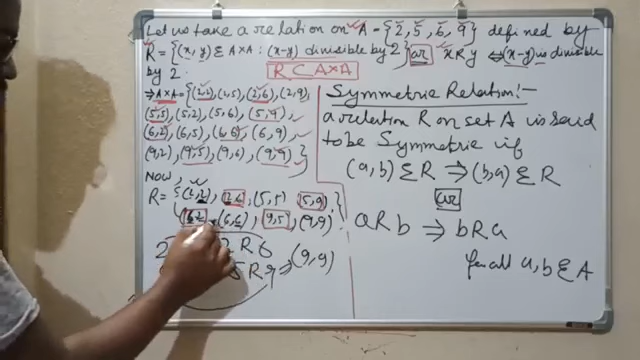 Let us take a relation on A = {2, 5, 6, 9} defined by
R = {(x, y) Σ A×A : (x-y) divisible by 2} or x R y ⇔ (x-y) is divisible
by 2.
R ⊂ A×A
⇒ A×A = {(2,2), (2,5), (2,6), (2,9),
(5,5), (5,2), (5,6), (5,9),
(6,2), (6,5), (6,6), (6,9),
(9,2), (9,5), (9,6), (9,9)}
Now,
R = {(2,2), (2,6), (5,5), (5,9),
(6,2), (6,6), (9,5), (9,9)}
2 R 6
5 R 9 ⇒ (9,9)
Symmetric Relation:-
a relation R on set A is said
to be Symmetric if
(a,b) Σ R ⇒ (b,a) Σ R
or
a R b ⇒ b R a
for all a, b Σ A